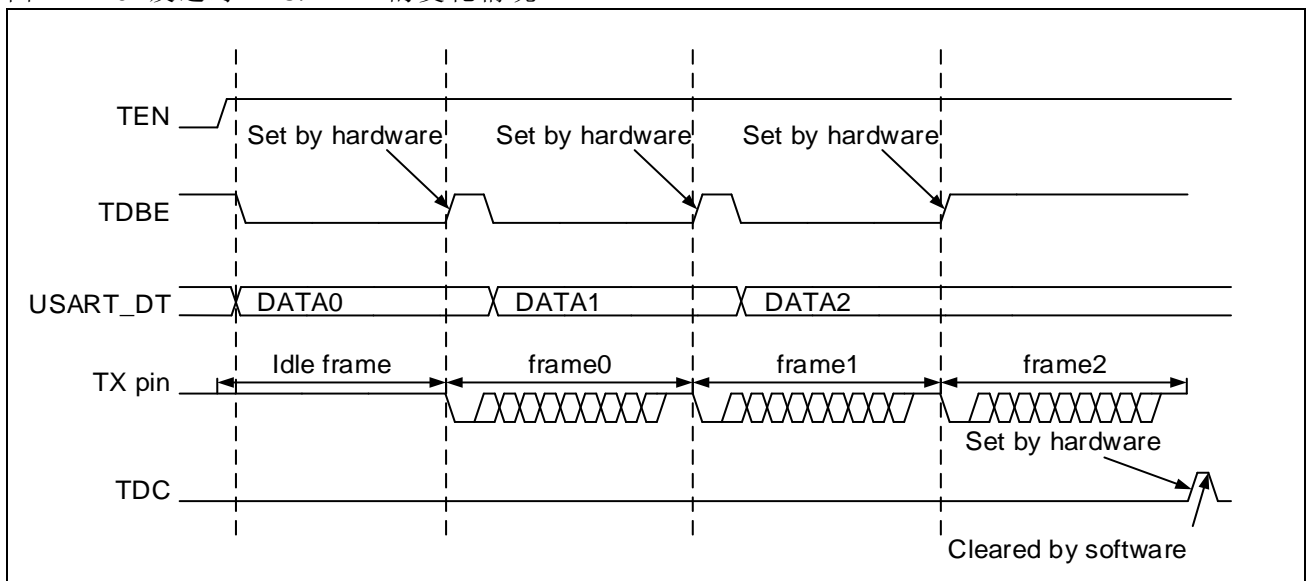 TEN
Set by hardware Set by hardware Set by hardware
TDBE
USART_DT DATA0 DATA1 DATA2
Idle frame frame0 frame1 frame2
TX pin
Set by hardware
TDC
Cleared by software